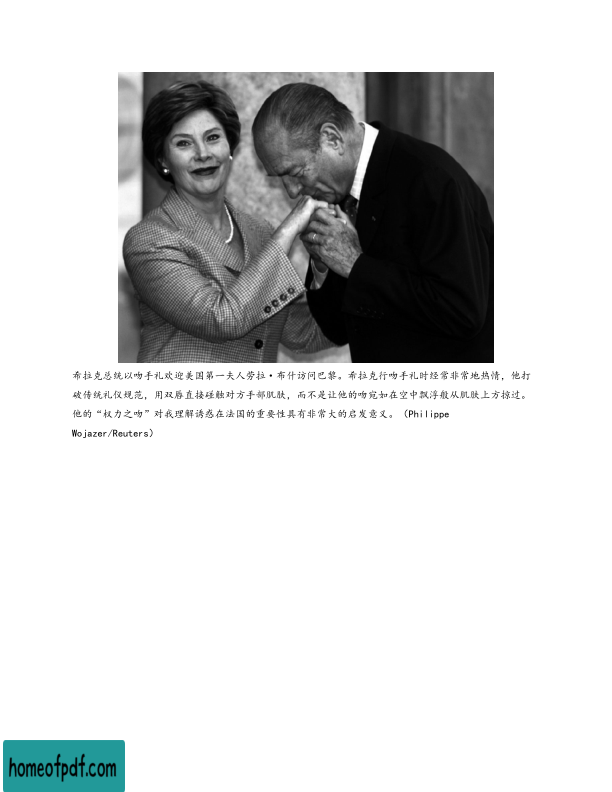 希拉克总统以吻手礼欢迎美国第一夫人劳拉·布什访问巴黎。希拉克行吻手礼时经常非常地热情，他打
破传统礼仪规范，用双唇直接碰触对方手部肌肤，而不是让他的吻宛如在空中飘浮般从肌肤上方掠过。
他的“权力之吻”对我理解诱惑在法国的重要性具有非常大的启发意义。（Philippe
Wojazer/Reuters）
homeofpdf.com